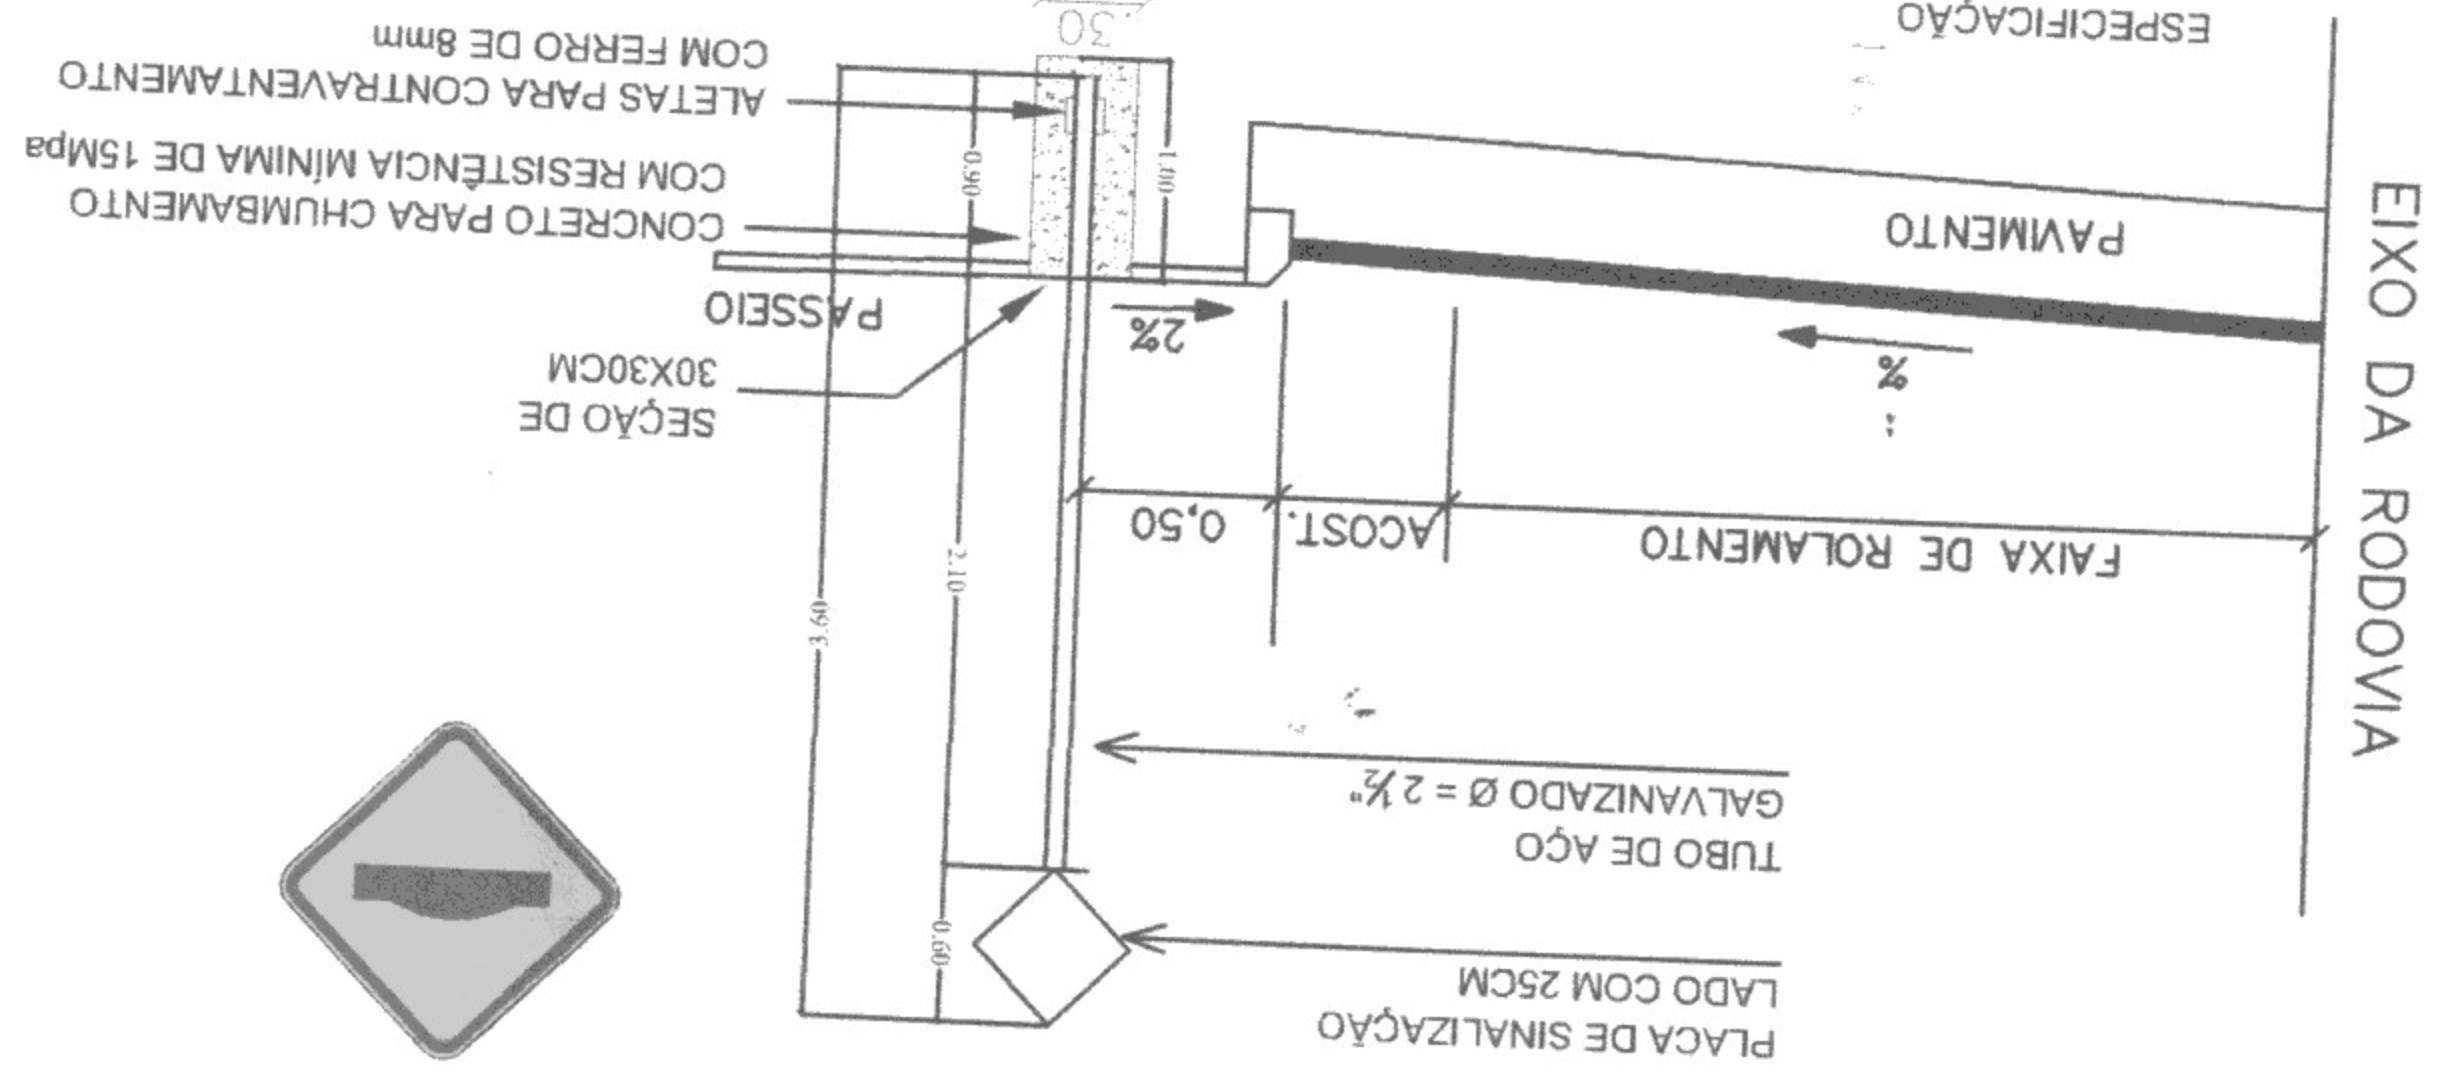 PLACA DE SINALIZAÇÃO
LADO COM 25CM
0.60
TUBO DE AÇO
GALVANIZADO Ø = 2 ½"
EIXO DA RODOVIA
3.60
2.10
FAIXA DE ROLAMENTO
ACOST.
0,50
SEÇÃO DE
30X30CM
%
2%
PASSEIO
PAVIMENTO
CONCRETO PARA CHUMBAMENTO
COM RESISTÊNCIA MINÍMA DE 15Mpa
1.00
0.90
ALETAS PARA CONTRAVENTAMENTO
COM FERRO DE 8mm
.30
ESPECIFICAÇÃO